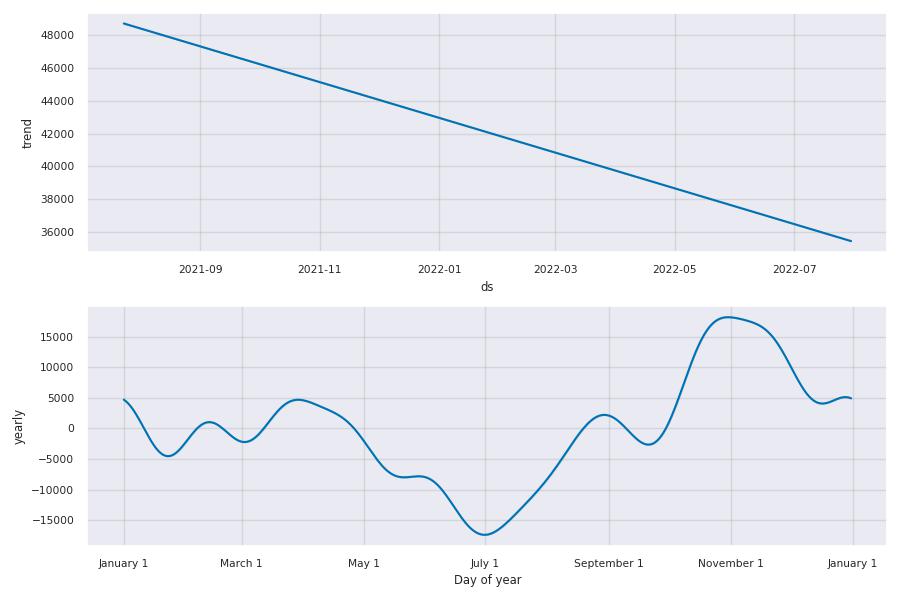 48000
46000
44000
42000
40000
38000
36000
trend
2021-09 2021-11 2022-01 2022-03 2022-05 2022-07
ds
15000
10000
5000
0
−5000
−10000
−15000
yearly
January 1 March 1 May 1 July 1 September 1 November 1 January 1
Day of year